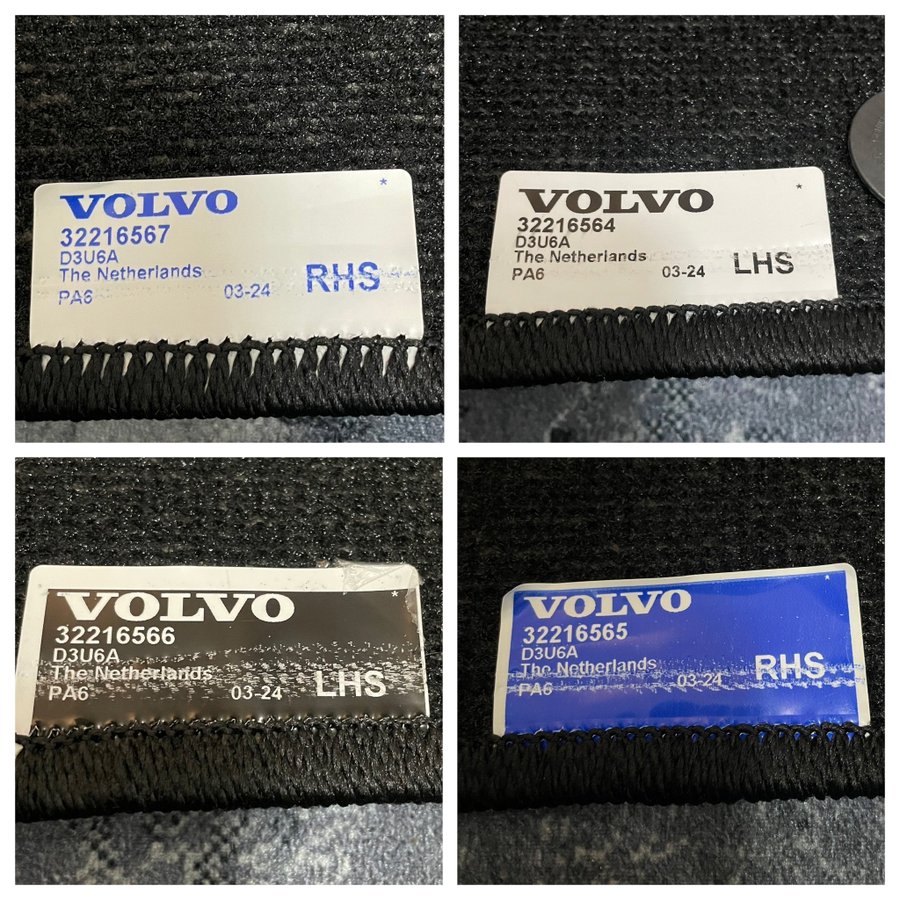 VOLVO *
32216567
D3U6A
The Netherlands
PA6 03-24 RHS
VOLVO *
32216564
D3U6A
The Netherlands
PA6 03-24 LHS
VOLVO *
32216566
D3U6A
The Netherlands
PA6 03-24 LHS
VOLVO *
32216565
D3U6A
The Netherlands
PA6 03-24 RHS